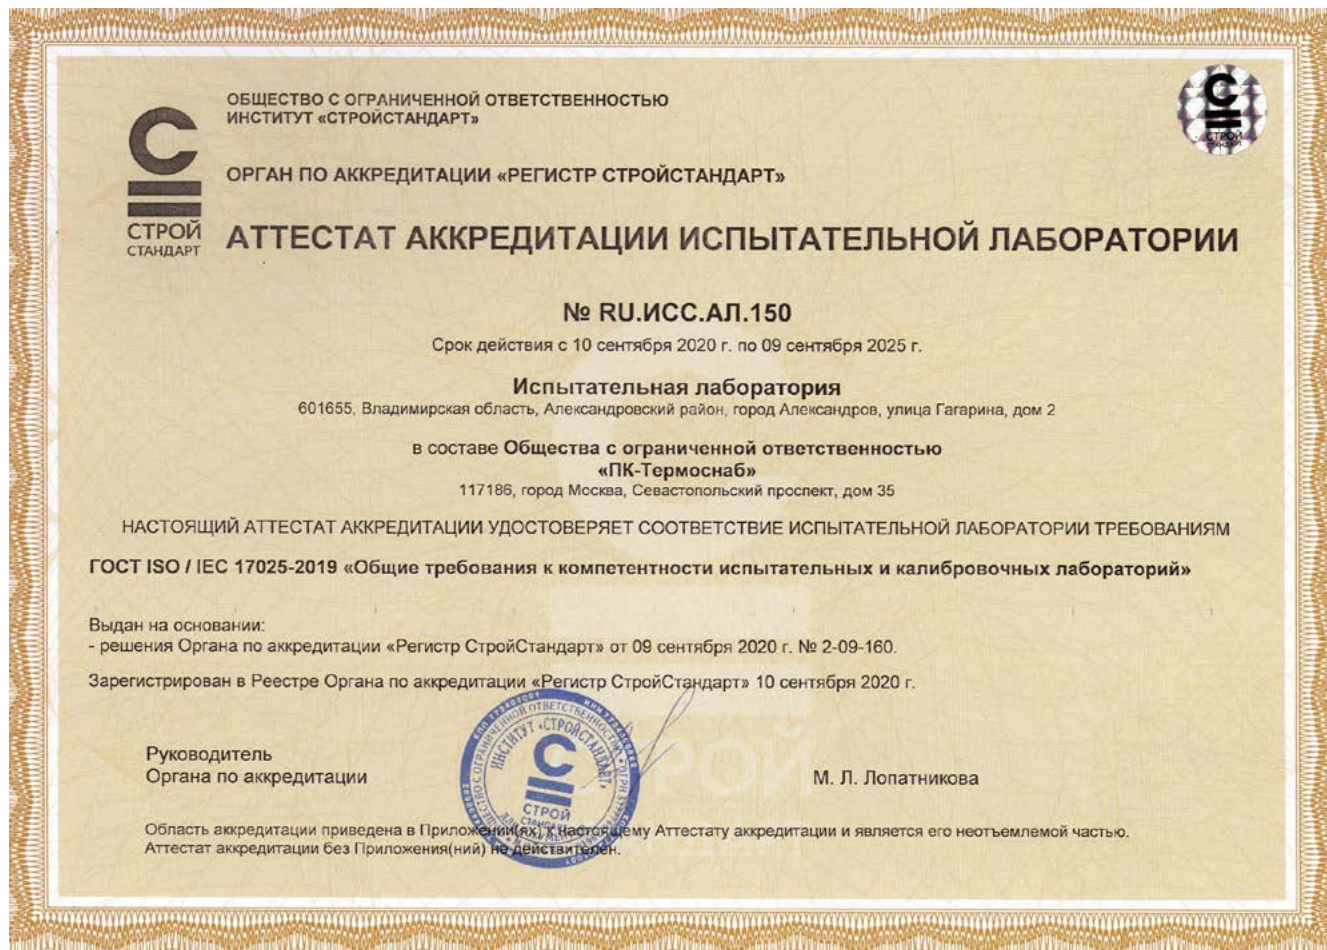 ОБЩЕСТВО С ОГРАНИЧЕННОЙ ОТВЕТСТВЕННОСТЬЮ
ИНСТИТУТ «СТРОЙСТАНДАРТ»
ОРГАН ПО АККРЕДИТАЦИИ «РЕГИСТР СТРОЙСТАНДАРТ»
СТРОЙ
СТАНДАРТ
СТРОЙ
СТАНДАРТ
АТТЕСТАТ АККРЕДИТАЦИИ ИСПЫТАТЕЛЬНОЙ ЛАБОРАТОРИИ
№ RU.ИСС.АЛ.150
Срок действия с 10 сентября 2020 г. по 09 сентября 2025 г.
Испытательная лаборатория
601655, Владимирская область, Александровский район, город Александров, улица Гагарина, дом 2
в составе Общества с ограниченной ответственностью
«ПК-Термоснаб»
117186, город Москва, Севастопольский проспект, дом 35
НАСТОЯЩИЙ АТТЕСТАТ АККРЕДИТАЦИИ УДОСТОВЕРЯЕТ СООТВЕТСТВИЕ ИСПЫТАТЕЛЬНОЙ ЛАБОРАТОРИИ ТРЕБОВАНИЯМ
ГОСТ ISO / IEC 17025-2019 «Общие требования к компетентности испытательных и калибровочных лабораторий»
Выдан на основании:
- решения Органа по аккредитации «Регистр СтройСтандарт» от 09 сентября 2020 г. № 2-09-160.
Зарегистрирован в Реестре Органа по аккредитации «Регистр СтройСтандарт» 10 сентября 2020 г.
Руководитель
Органа по аккредитации
М. Л. Лопатникова
ИНСТИТУТ «СТРОЙСТАНДАРТ»
СТРОЙ
СТАНДАРТ
Область аккредитации приведена в Приложении(ях) к настоящему Аттестату аккредитации и является его неотъемлемой частью.
Аттестат аккредитации без Приложения(ний) не действителен.